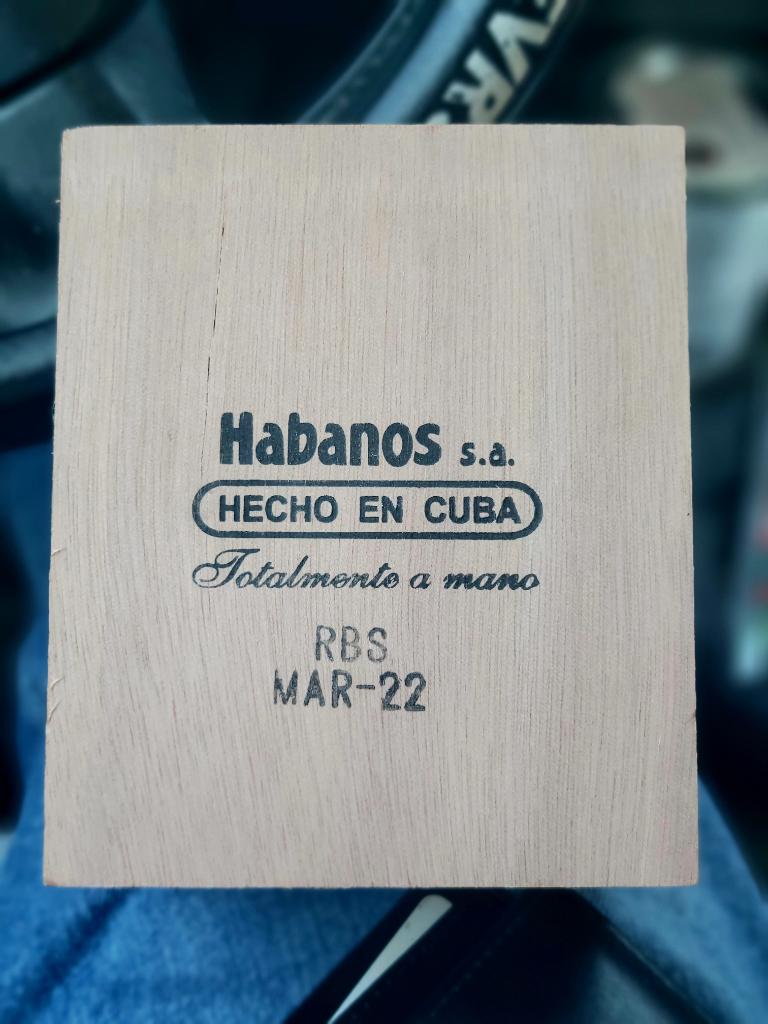 Habanos s.a.
HECHO EN CUBA
Totalmente a mano
RBS
MAR-22